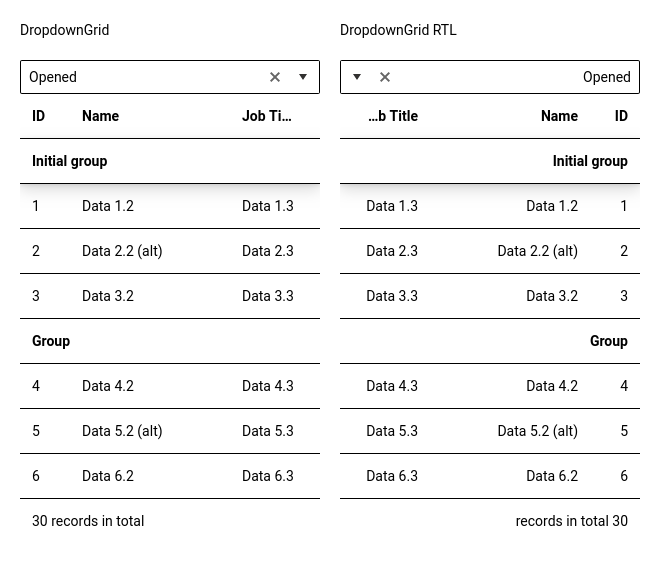 DropdownGrid
Opened
ID Name Job Ti…
Initial group
1 Data 1.2 Data 1.3
2 Data 2.2 (alt) Data 2.3
3 Data 3.2 Data 3.3
Group
4 Data 4.2 Data 4.3
5 Data 5.2 (alt) Data 5.3
6 Data 6.2 Data 6.3
30 records in total
DropdownGrid RTL
Opened
…b Title Name ID
Initial group
Data 1.3 Data 1.2 1
Data 2.3 Data 2.2 (alt) 2
Data 3.3 Data 3.2 3
Group
Data 4.3 Data 4.2 4
Data 5.3 Data 5.2 (alt) 5
Data 6.3 Data 6.2 6
records in total 30